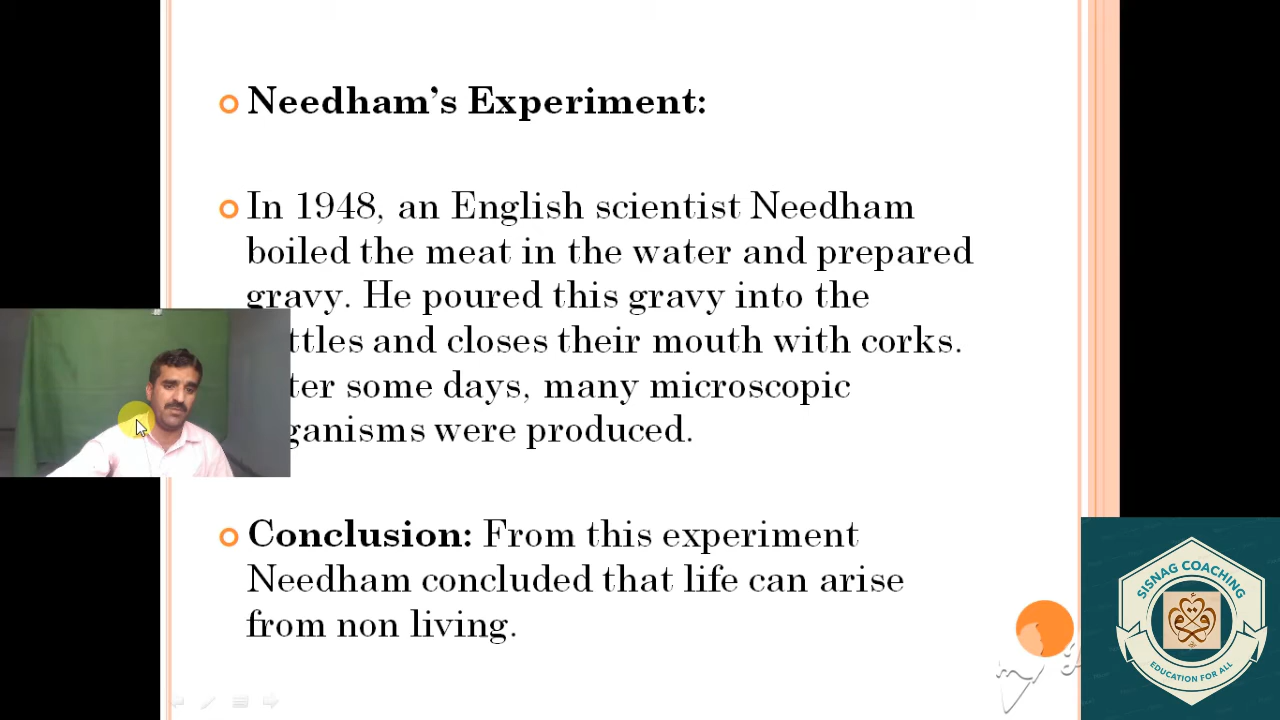 Needham's Experiment:
In 1948, an English scientist Needham
boiled the meat in the water and prepared
gravy. He poured this gravy into the
ttles and closes their mouth with corks.
ter some days, many microscopic
ganisms were produced.
Conclusion: From this experiment
Needham concluded that life can arise
from non living.
SISNAG COACHING
EDUCATION FOR ALL